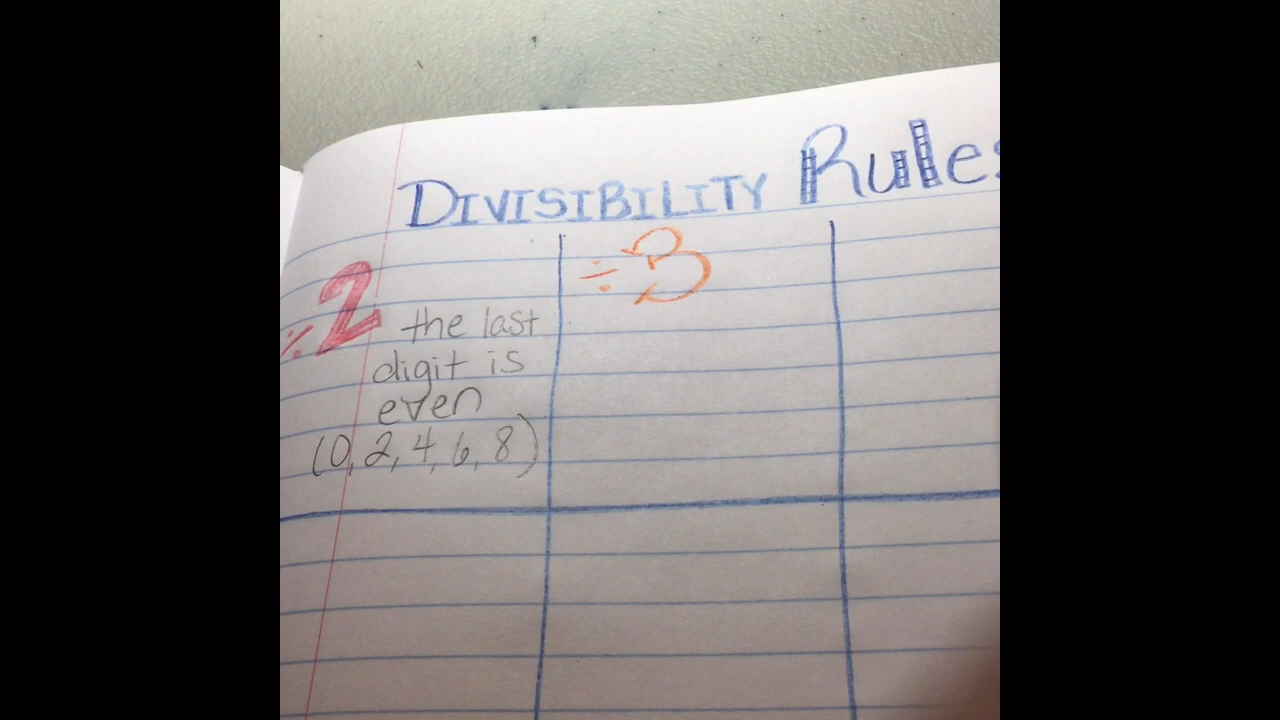 DIVISIBILITY Rules
÷2
the last
digit is
even
(0, 2, 4, 6, 8)
÷3